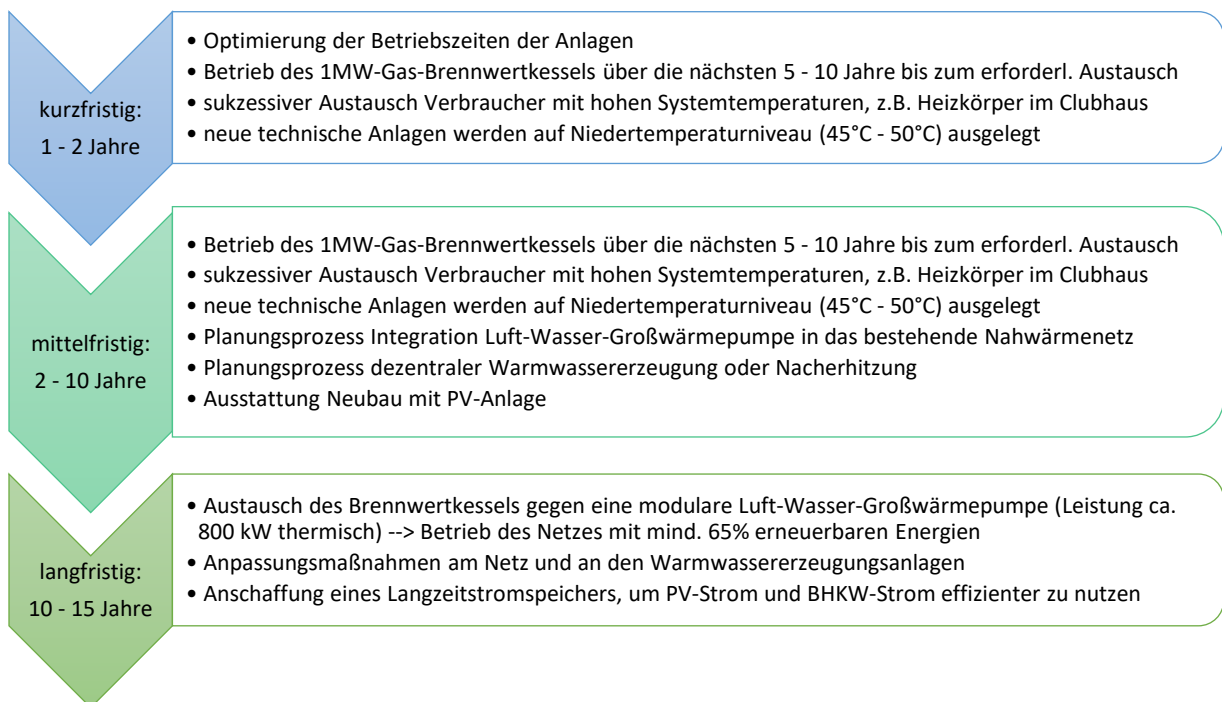 kurzfristig:
1 - 2 Jahre
• Optimierung der Betriebszeiten der Anlagen
• Betrieb des 1MW-Gas-Brennwertkessels über die nächsten 5 - 10 Jahre bis zum erforderl. Austausch
• sukzessiver Austausch Verbraucher mit hohen Systemtemperaturen, z.B. Heizkörper im Clubhaus
• neue technische Anlagen werden auf Niedertemperaturniveau (45°C - 50°C) ausgelegt
mittelfristig:
2 - 10 Jahre
• Betrieb des 1MW-Gas-Brennwertkessels über die nächsten 5 - 10 Jahre bis zum erforderl. Austausch
• sukzessiver Austausch Verbraucher mit hohen Systemtemperaturen, z.B. Heizkörper im Clubhaus
• neue technische Anlagen werden auf Niedertemperaturniveau (45°C - 50°C) ausgelegt
• Planungsprozess Integration Luft-Wasser-Großwärmepumpe in das bestehende Nahwärmenetz
• Planungsprozess dezentraler Warmwassererzeugung oder Nacherhitzung
• Ausstattung Neubau mit PV-Anlage
langfristig:
10 - 15 Jahre
• Austausch des Brennwertkessels gegen eine modulare Luft-Wasser-Großwärmepumpe (Leistung ca.
800 kW thermisch) --> Betrieb des Netzes mit mind. 65% erneuerbaren Energien
• Anpassungsmaßnahmen am Netz und an den Warmwassererzeugungsanlagen
• Anschaffung eines Langzeitstromspeichers, um PV-Strom und BHKW-Strom effizienter zu nutzen